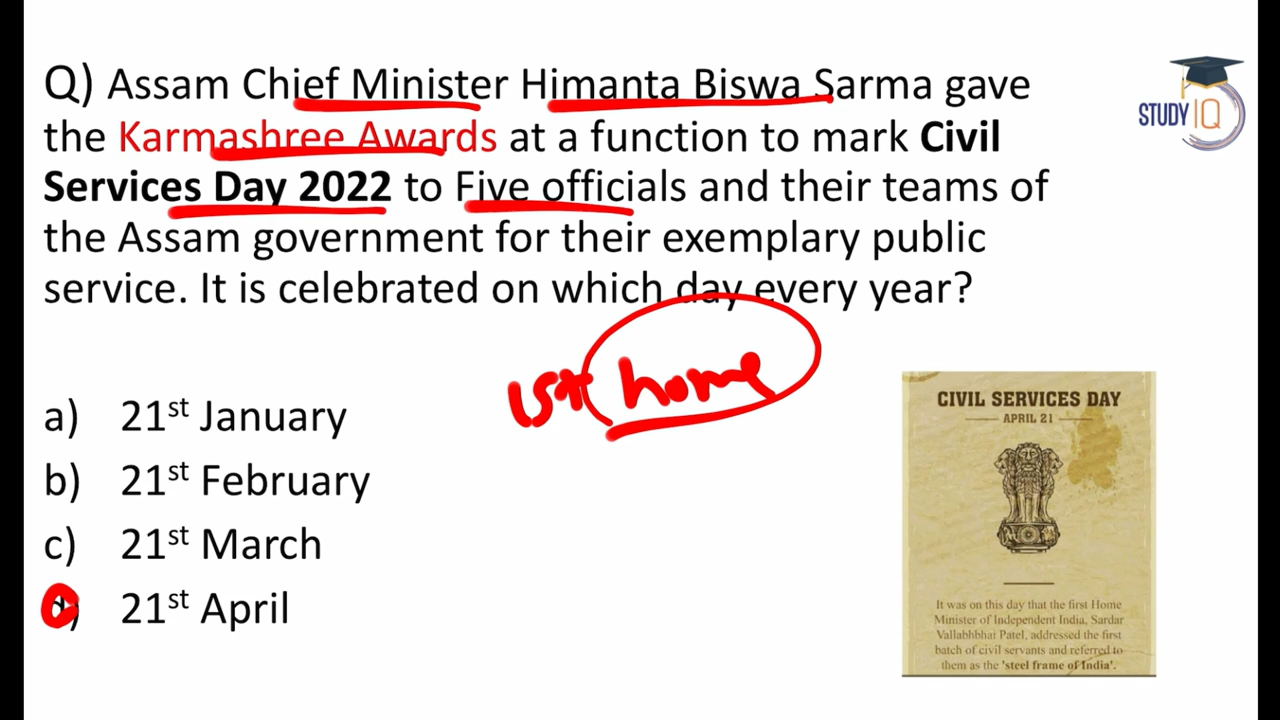 Q) Assam Chief Minister Himanta Biswa Sarma gave
the Karmashree Awards at a function to mark Civil
Services Day 2022 to Five officials and their teams of
the Assam government for their exemplary public
service. It is celebrated on which day every year?
STUDY IQ
1st home
a) 21st January
b) 21st February
c) 21st March
d) 21st April
CIVIL SERVICES DAY
APRIL 21
It was on this day that the first Home
Minister of Independent India, Sardar
Vallabhbhai Patel, addressed the first
batch of civil servants and referred to
them as the 'steel frame of India'.